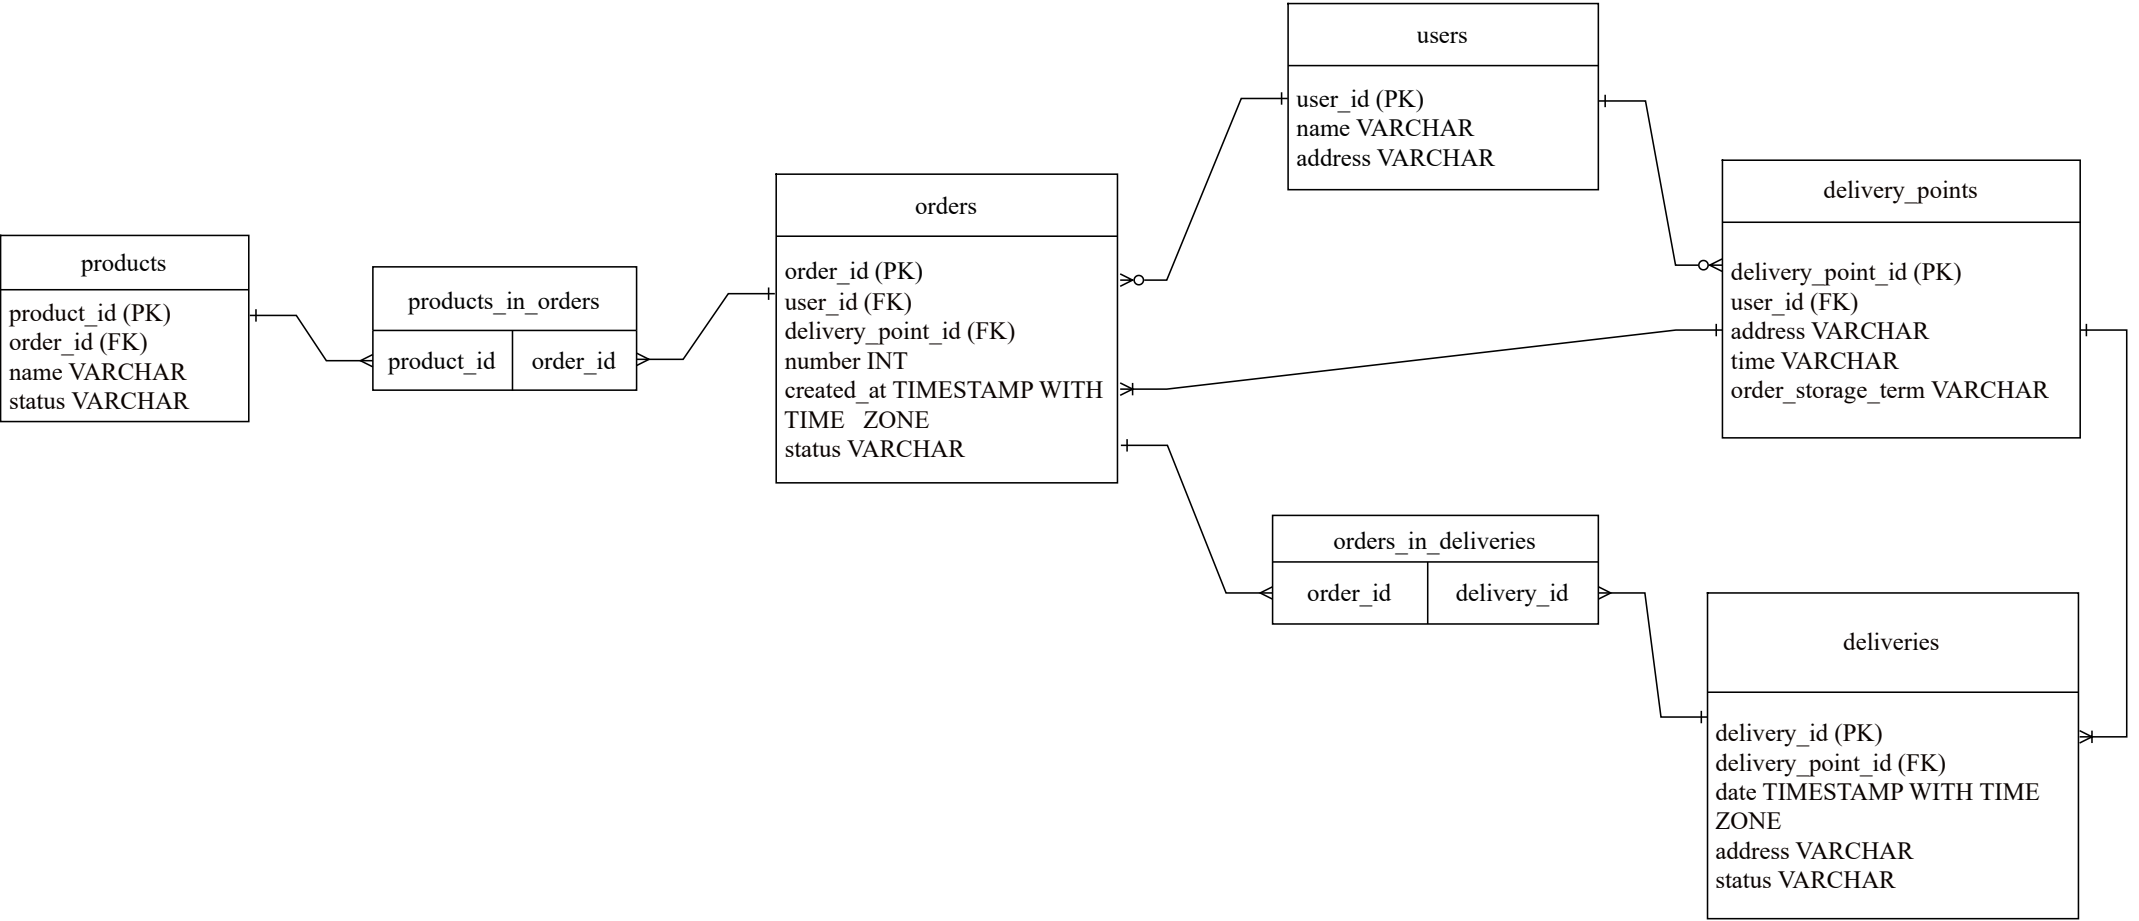 users
user_id (PK)
name VARCHAR
address VARCHAR
delivery_points
delivery_point_id (PK)
user_id (FK)
address VARCHAR
time VARCHAR
order_storage_term VARCHAR
orders
order_id (PK)
user_id (FK)
delivery_point_id (FK)
number INT
created_at TIMESTAMP WITH
TIME ZONE
status VARCHAR
products
product_id (PK)
order_id (FK)
name VARCHAR
status VARCHAR
products_in_orders
product_id
order_id
orders_in_deliveries
order_id
delivery_id
deliveries
delivery_id (PK)
delivery_point_id (FK)
date TIMESTAMP WITH TIME
ZONE
address VARCHAR
status VARCHAR